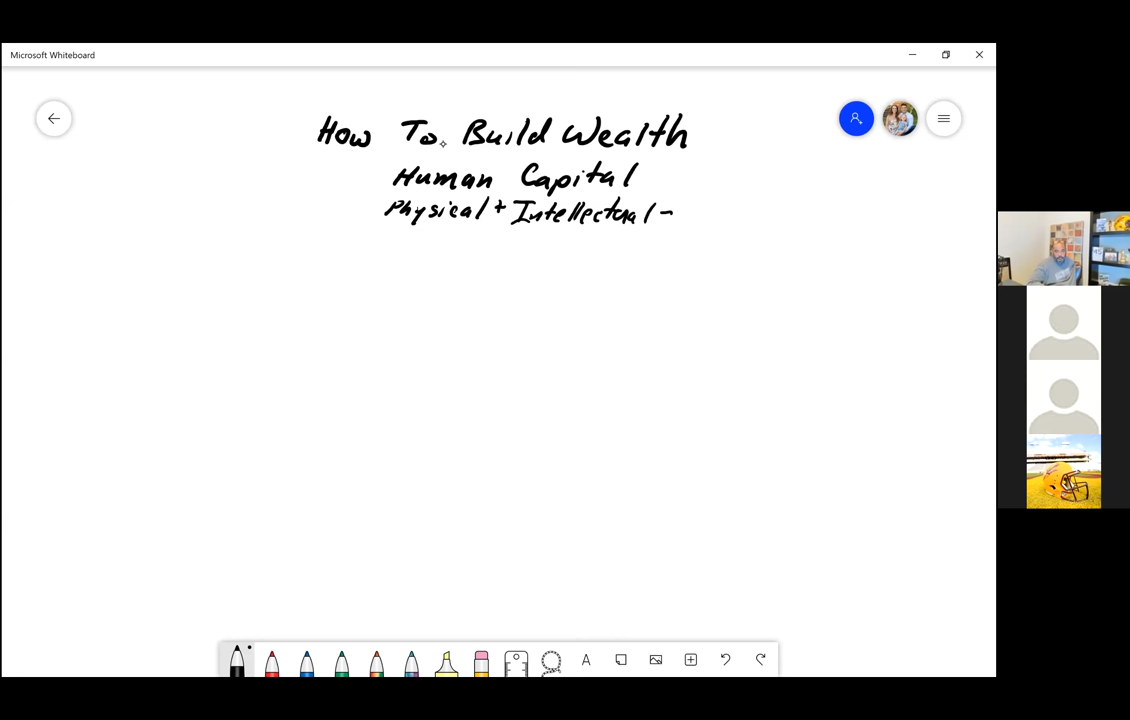 Microsoft Whiteboard
How To Build Wealth
Human Capital
Physical + Intellectual -
A